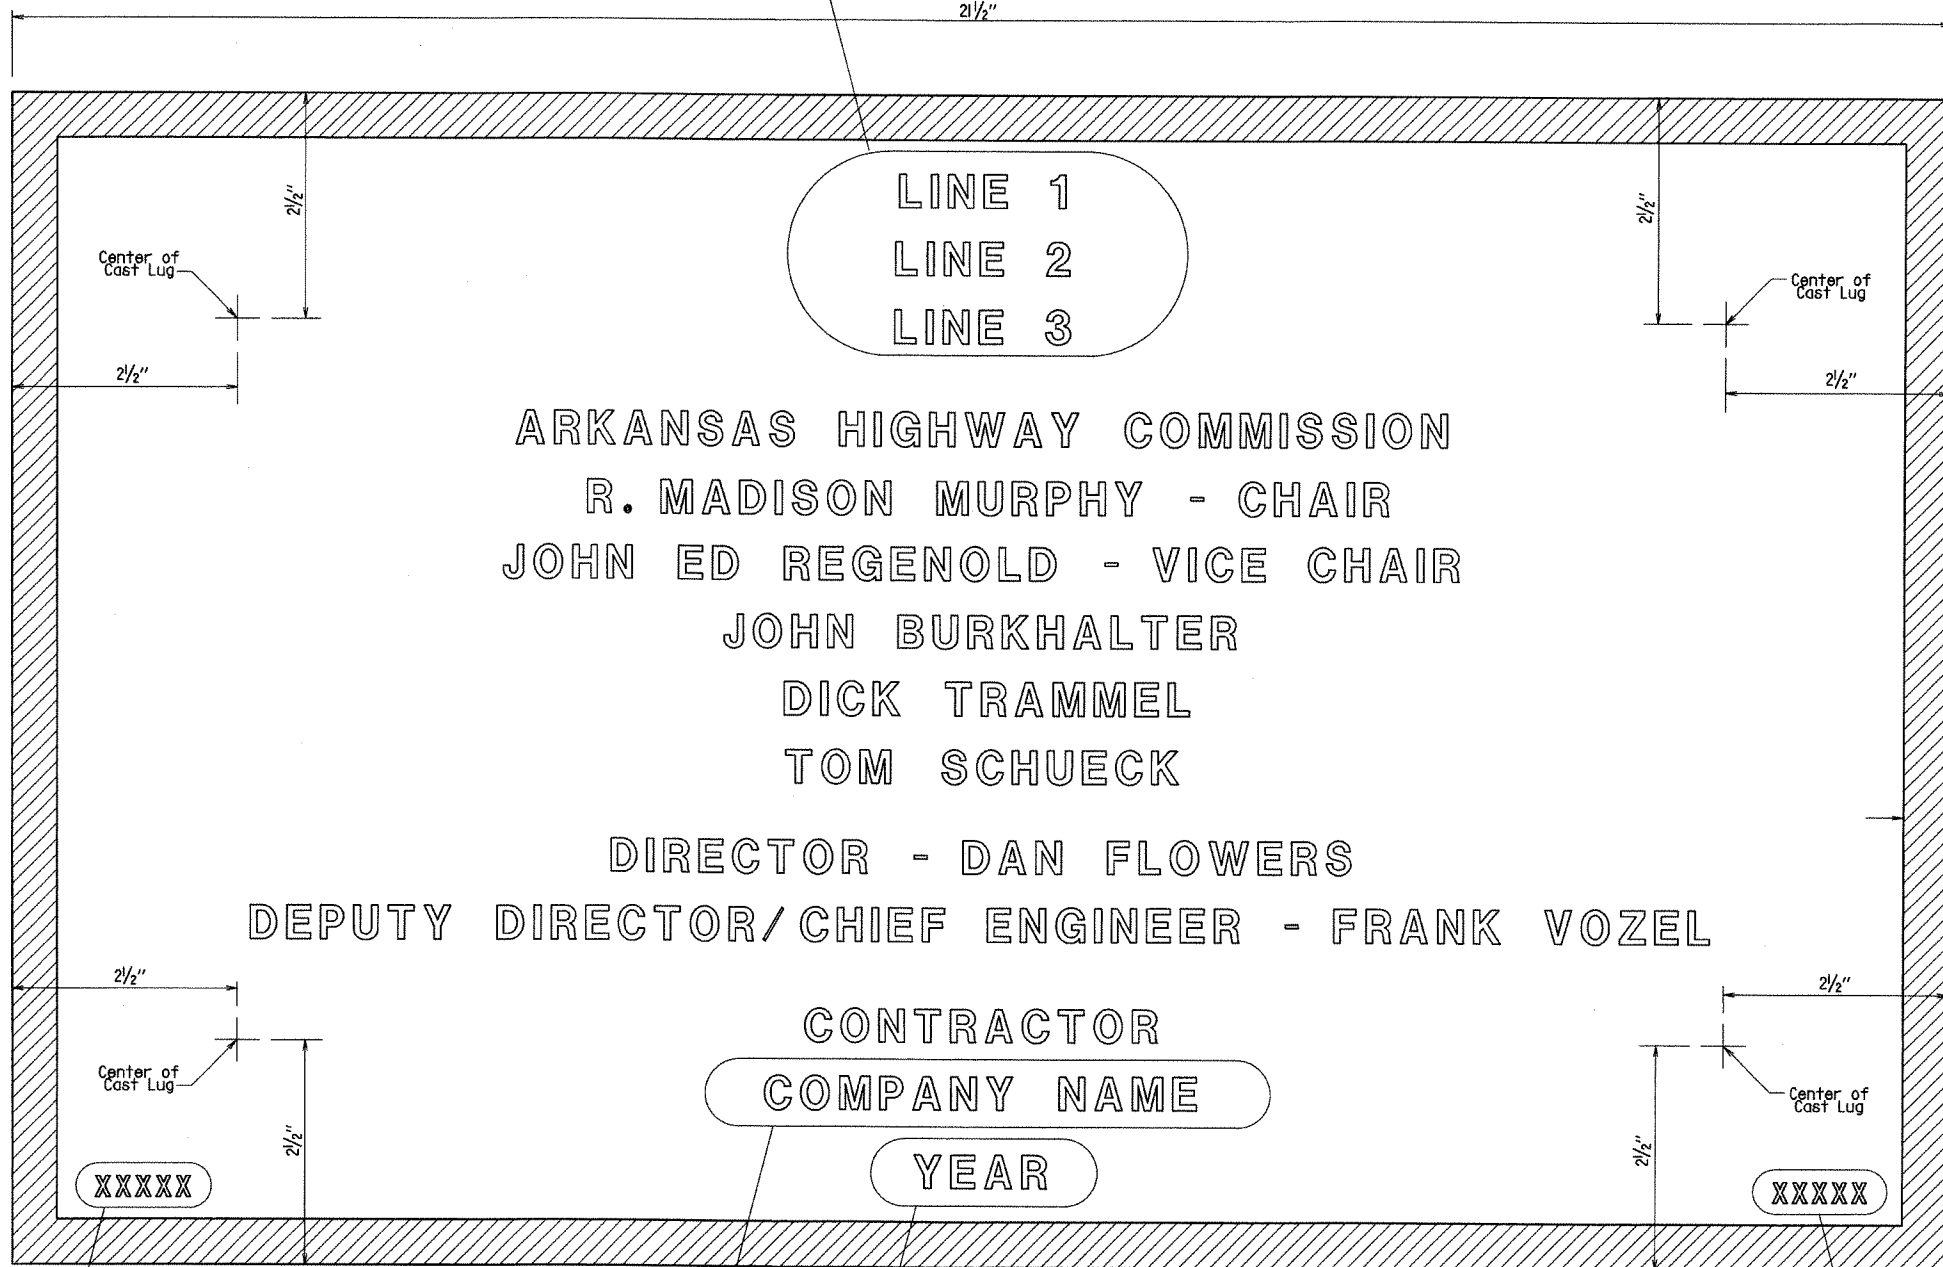 21½"
2½"
2½"
LINE 1
LINE 2
LINE 3
Center of
Cast Lug
Center of
Cast Lug
2½"
2½"
ARKANSAS HIGHWAY COMMISSION
R. MADISON MURPHY - CHAIR
JOHN ED REGENOLD - VICE CHAIR
JOHN BURKHALTER
DICK TRAMMEL
TOM SCHUECK
DIRECTOR - DAN FLOWERS
DEPUTY DIRECTOR/CHIEF ENGINEER - FRANK VOZEL
2½"
2½"
CONTRACTOR
Center of
Cast Lug
COMPANY NAME
Center of
Cast Lug
2½"
2½"
YEAR
XXXXX
XXXXX